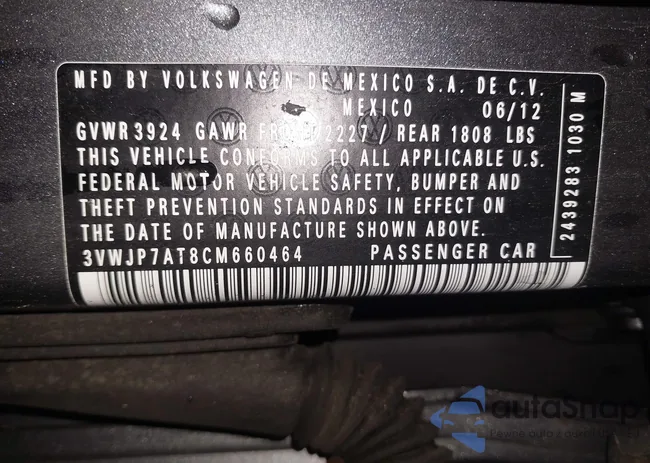 MFD BY VOLKSWAGEN DE MEXICO S.A. DE C.V.
MEXICO 06/12
GVWR3924 GAWR 2227/ REAR 1808 LBS
THIS VEHICLE CONFORMS TO ALL APPLICABLE U.S.
FEDERAL MOTOR VEHICLE SAFETY, BUMPER AND
THEFT PREVENTION STANDARDS IN EFFECT ON
THE DATE OF MANUFACTURE SHOWN ABOVE.
3VWJP7AT8CM660464 PASSENGER CAR
2439283 1030 M
autoSnap